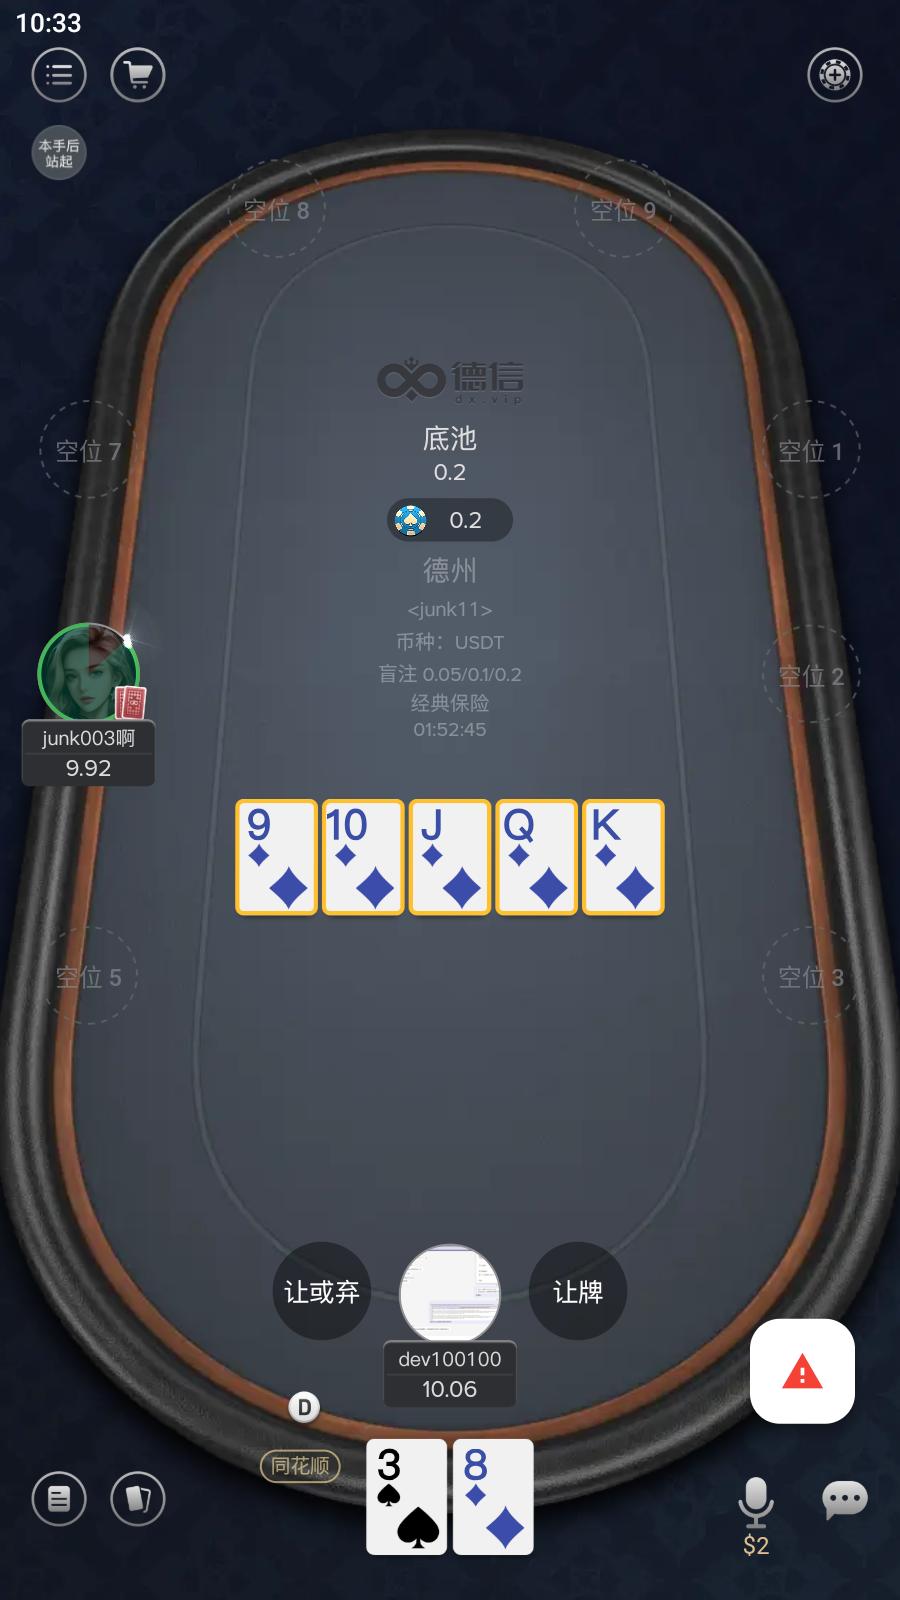 10:33
本手后
站起
空位 8
空位 9
德信
dx.vip
底池
0.2
0.2
空位 7
空位 1
德州
<junk11>
币种：USDT
盲注 0.05/0.1/0.2
经典保险
01:52:45
空位 2
junk003啊
9.92
9
10
J
Q
K
空位 5
空位 3
让或弃
让牌
dev100100
10.06
D
同花顺
3
8
$2